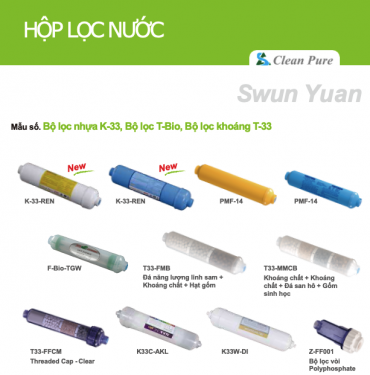 HỘP LỌC NƯỚC
Clean Pure
Swun Yuan
Mẫu số. Bộ lọc nhựa K-33, Bộ lọc T-Bio, Bộ lọc khoáng T-33
New
New
K-33-REN
K-33-REN
PMF-14
PMF-14
F-Bio-TGW
T33-FMB
Đá năng lượng linh sam +
Khoáng chất + Hạt gốm
T33-MMCB
Khoáng chất + Khoáng
chất + Đá san hô + Gốm
sinh học
T33-FFCM
Threaded Cap - Clear
K33C-AKL
K33W-DI
Z-FF001
Bộ lọc vòi
Polyphosphate